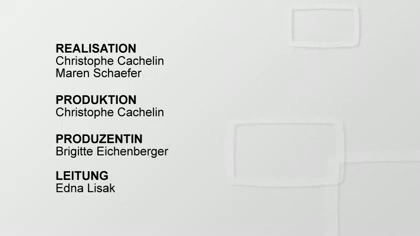 REALISATION
Christophe Cachelin
Maren Schaefer
PRODUKTION
Christophe Cachelin
PRODUZENTIN
Brigitte Eichenberger
LEITUNG
Edna Lisak